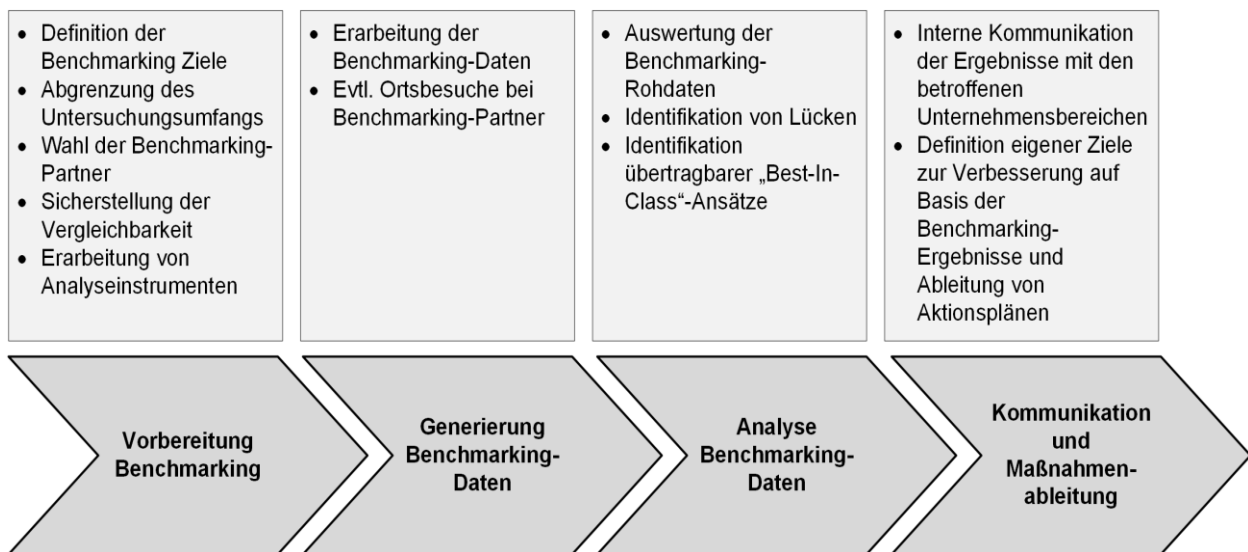 • Definition der
Benchmarking Ziele
• Abgrenzung des
Untersuchungsumfangs
• Wahl der Benchmarking-
Partner
• Sicherstellung der
Vergleichbarkeit
• Erarbeitung von
Analyseinstrumenten
• Erarbeitung der
Benchmarking-Daten
• Evtl. Ortsbesuche bei
Benchmarking-Partner
• Auswertung der
Benchmarking-
Rohdaten
• Identifikation von Lücken
• Identifikation
übertragbarer „Best-In-
Class“-Ansätze
• Interne Kommunikation
der Ergebnisse mit den
betroffenen
Unternehmensbereichen
• Definition eigener Ziele
zur Verbesserung auf
Basis der
Benchmarking-
Ergebnisse und
Ableitung von
Aktionsplänen
Vorbereitung
Benchmarking
Generierung
Benchmarking-
Daten
Analyse
Benchmarking-
Daten
Kommunikation
und
Maßnahmen-
ableitung